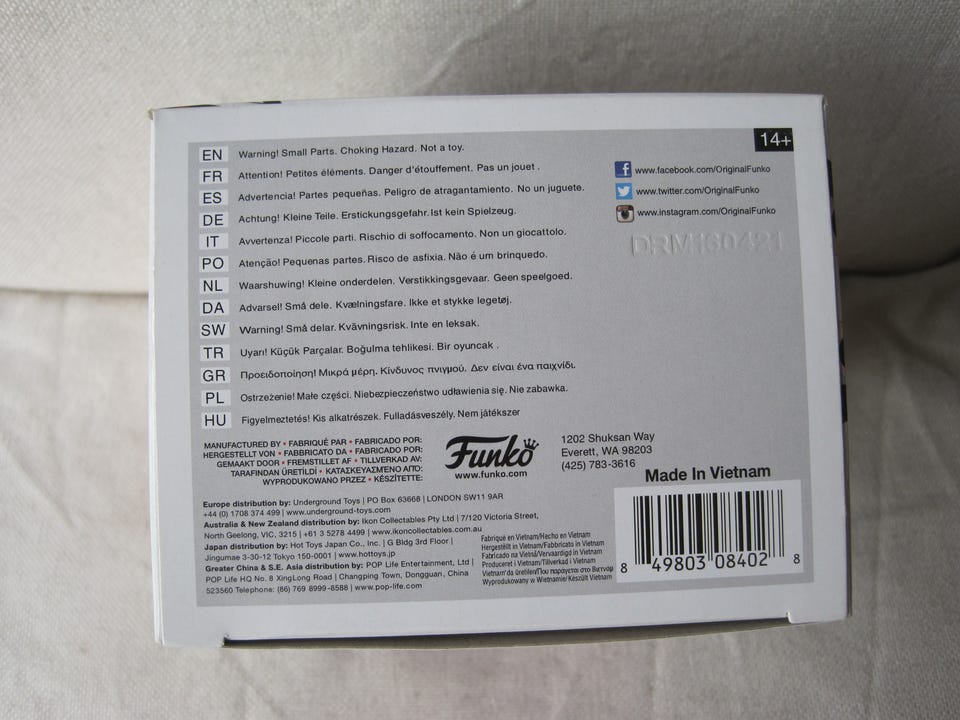 14+
EN Warning! Small Parts. Choking Hazard. Not a toy.
FR Attention! Petites éléments. Danger d'étouffement. Pas un jouet .
ES Advertencia! Partes pequeñas. Peligro de atragantamiento. No un juguete.
DE Achtung! Kleine Teile. Erstickungsgefahr. Ist kein Spielzeug.
IT Avvertenza! Piccole parti. Rischio di soffocamento. Non un giocattolo.
PO Atenção! Pequenas partes. Risco de asfixia. Não é um brinquedo.
NL Waarshuwing! Kleine onderdelen. Verstikkingsgevaar. Geen speelgoed.
DA Advarsel! Små dele. Kvælningsfare. Ikke et stykke legetøj.
SW Warning! Små delar. Kvävningsrisk. Inte en leksak.
TR Uyarı! Küçük Parçalar. Boğulma tehlikesi. Bir oyuncak .
GR Προειδοποίηση! Μικρά μέρη. Κίνδυνος πνιγμού. Δεν είναι ένα παιχνίδι.
PL Ostrzeżenie! Małe części. Niebezpieczeństwo udławienia się. Nie zabawka.
HU Figyelmeztetés! Kis alkatrészek. Fulladásveszély. Nem játékszer
www.facebook.com/OriginalFunko
www.twitter.com/OriginalFunko
www.instagram.com/OriginalFunko
DRM160421
MANUFACTURED BY • FABRIQUÉ PAR • FABRICADO POR:
HERGESTELLT VON • FABBRICATO DA • FABRICADO POR:
GEMAAKT DOOR • FREMSTILLET AF • TILLVERKAD AV:
TARAFINDAN ÜRETİLDİ • ΚΑΤΑΣΚΕΥΑΣΜΕΝΟ ΑΠΟ:
WYPRODUKOWANO PRZEZ • KÉSZÍTETTE:
Funko
www.funko.com
1202 Shuksan Way
Everett, WA 98203
(425) 783-3616
Made In Vietnam
Europe distribution by: Underground Toys | PO Box 63668 | LONDON SW11 9AR
+44 (0) 1708 374 499 | www.underground-toys.com
Australia & New Zealand distribution by: Ikon Collectables Pty Ltd | 7/120 Victoria Street,
North Geelong, VIC, 3215 | +61 3 5278 4499 | www.ikoncollectables.com.au
Japan distribution by: Hot Toys Japan Co., Inc. | G Bldg 3rd Floor |
Jingumae 3-30-12 Tokyo 150-0001 | www.hottoys.jp
Greater China & S.E. Asia distribution by: POP Life Entertainment, Ltd |
POP Life HQ No. 8 XingLong Road | Changping Town, Dongguan, China
523560 Telephone: (86) 769 8999-8588 | www.pop-life.com
Fabriqué en Vietnam/Hecho en Vietnam
Hergestellt in Vietnam/Fabbricato in Vietnam
Fabricado na Vietnã/Vervaardigd in Vietnam
Produceret i Vietnam/Tillverkad i Vietnam
Vietnam'da üretilen/Που παράγεται στο Βιετνάμ
Wyprodukowany w Wietnamie/Készült Vietnam
8 49803 08402 8